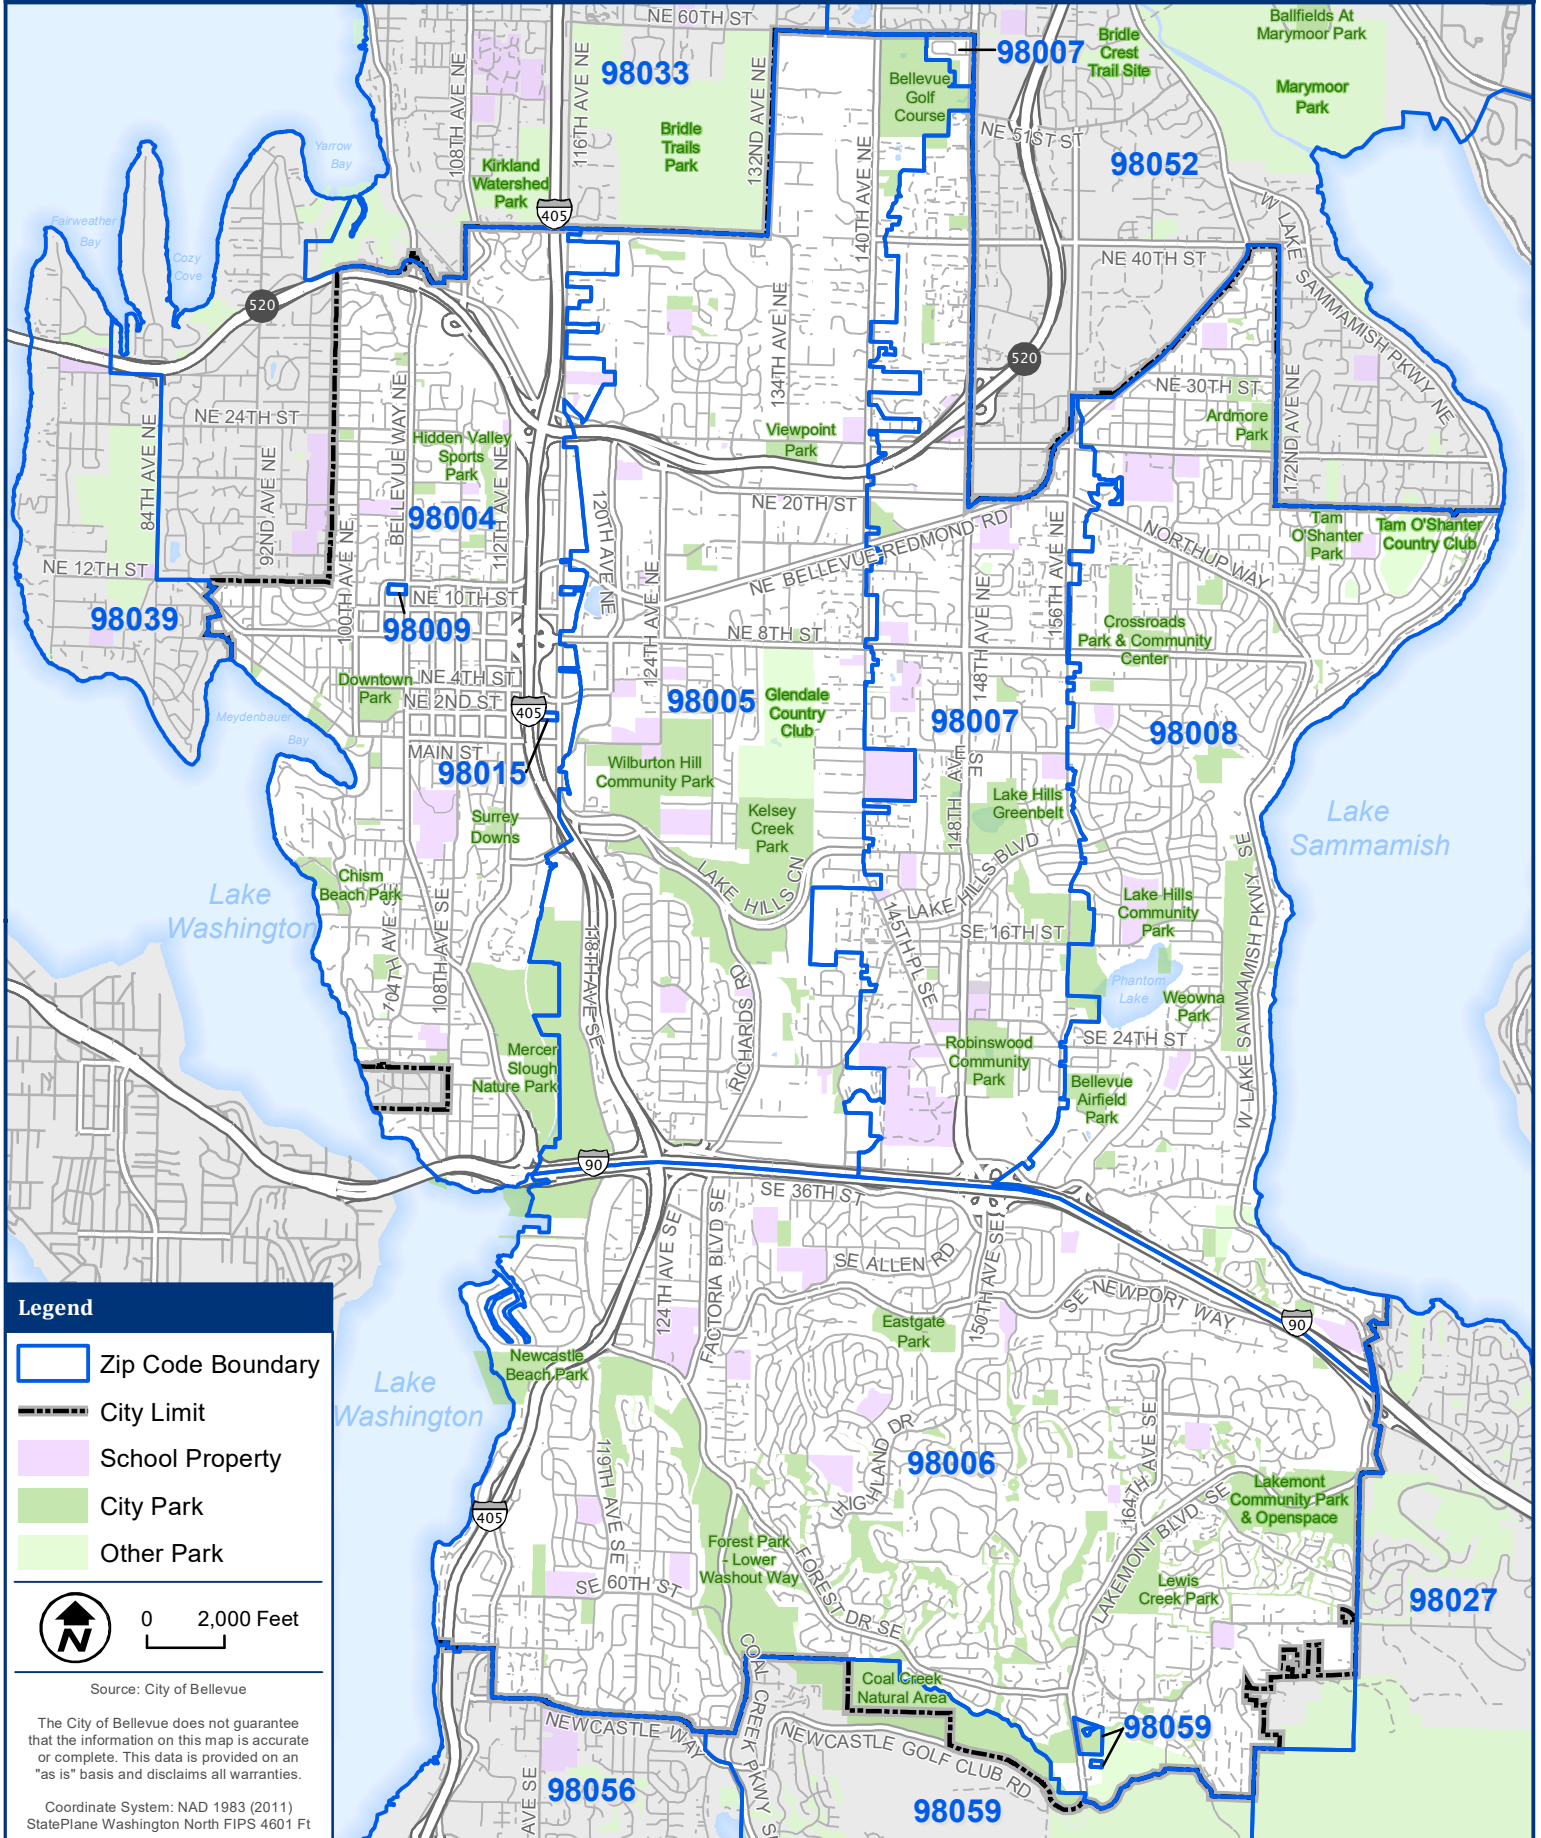 NE 60TH ST
Ballfields At
Marymoor Park
98007
Bridle
Crest
Trail Site
98033
108TH AVE NE
116TH AVE NE
132ND AVE NE
Bellevue
Golf
Course
Marymoor
Park
NE 51ST ST
Bridle
Trails
Park
140TH AVE NE
98052
Yarrow
Bay
Kirkland
Watershed
Park
405
W LAKE SAMMAMISH PKWY NE
Fairweather
Bay
Cozy
Cove
NE 40TH ST
520
134TH AVE NE
520
NE 30TH ST
NE 24TH ST
BELLEVUE WAY NE
Ardmore
Park
172ND AVE NE
84TH AVE NE
92ND AVE NE
Hidden Valley
Sports
Park
112TH AVE NE
Viewpoint
Park
98004
120TH AVE NE
NE 20TH ST
NE BELLEVUE-REDMOND RD
156TH AVE NE
NORTHUP WAY
Tam
O'Shanter
Park
Tam O'Shanter
Country Club
NE 12TH ST
100TH AVE NE
NE 10TH ST
124TH AVE NE
148TH AVE NE
98039
98009
NE 8TH ST
Crossroads
Park & Community
Center
Downtown
Park
NE 4TH ST
NE 2ND ST
405
98005
Glendale
Country
Club
98007
98008
Meydenbauer
Bay
MAIN ST
98015
Wilburton Hill
Community Park
148TH AVE SE
Lake Hills
Greenbelt
Surrey
Downs
Kelsey
Creek
Park
Lake
Sammamish
LAKE HILLS CN
LAKE HILLS BLVD
Chism
Beach Park
Lake
Washington
104TH AVE SE
108TH AVE SE
118TH AVE SE
145TH PL SE
SE 16TH ST
Lake Hills
Community
Park
W LAKE SAMMAMISH PKWY SE
Phantom
Lake
Weowna
Park
RICHARDS RD
Mercer
Slough
Nature Park
Robinswood
Community
Park
SE 24TH ST
Bellevue
Airfield
Park
90
SE 36TH ST
124TH AVE SE
FACTORIA BLVD SE
SE ALLEN RD
150TH AVE SE
SE NEWPORT WAY
90
Eastgate
Park
Newcastle
Beach Park
Lake
Washington
HIGHLAND DR
98006
119TH AVE SE
164TH AVE SE
Lakemont
Community Park
& Openspace
405
LAKEMONT BLVD SE
Forest Park
- Lower
Washout Way
FOREST DR SE
SE 60TH ST
Lewis
Creek Park
98027
COAL CREEK PKWY S
Coal Creek
Natural Area
NEWCASTLE WAY
NEWCASTLE GOLF CLUB RD
98059
98056
AVE SE
98059
Legend
Zip Code Boundary
City Limit
School Property
City Park
Other Park
N
0 2,000 Feet
Source: City of Bellevue
The City of Bellevue does not guarantee
that the information on this map is accurate
or complete. This data is provided on an
"as is" basis and disclaims all warranties.
Coordinate System: NAD 1983 (2011)
StatePlane Washington North FIPS 4601 Ft